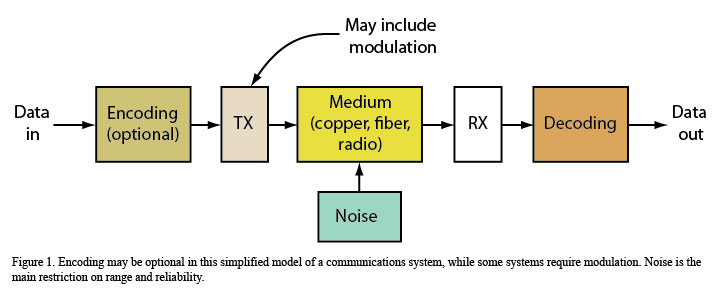 May include
modulation
Data
in
Encoding
(optional)
TX
Medium
(copper, fiber,
radio)
RX
Decoding
Data
out
Noise
Figure 1. Encoding may be optional in this simplified model of a communications system, while some systems require modulation. Noise is the
main restriction on range and reliability.